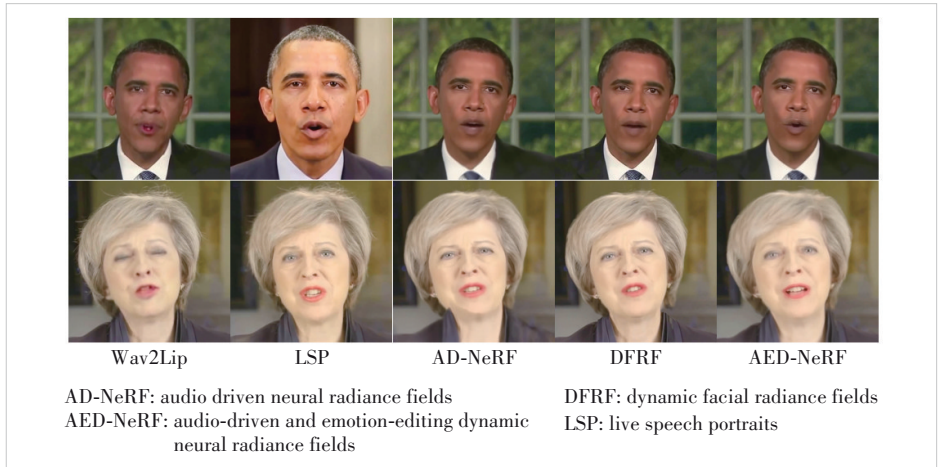 Wav2Lip LSP AD-NeRF DFRF AED-NeRF
AD-NeRF: audio driven neural radiance fields
AED-NeRF: audio-driven and emotion-editing dynamic
neural radiance fields
DFRF: dynamic facial radiance fields
LSP: live speech portraits